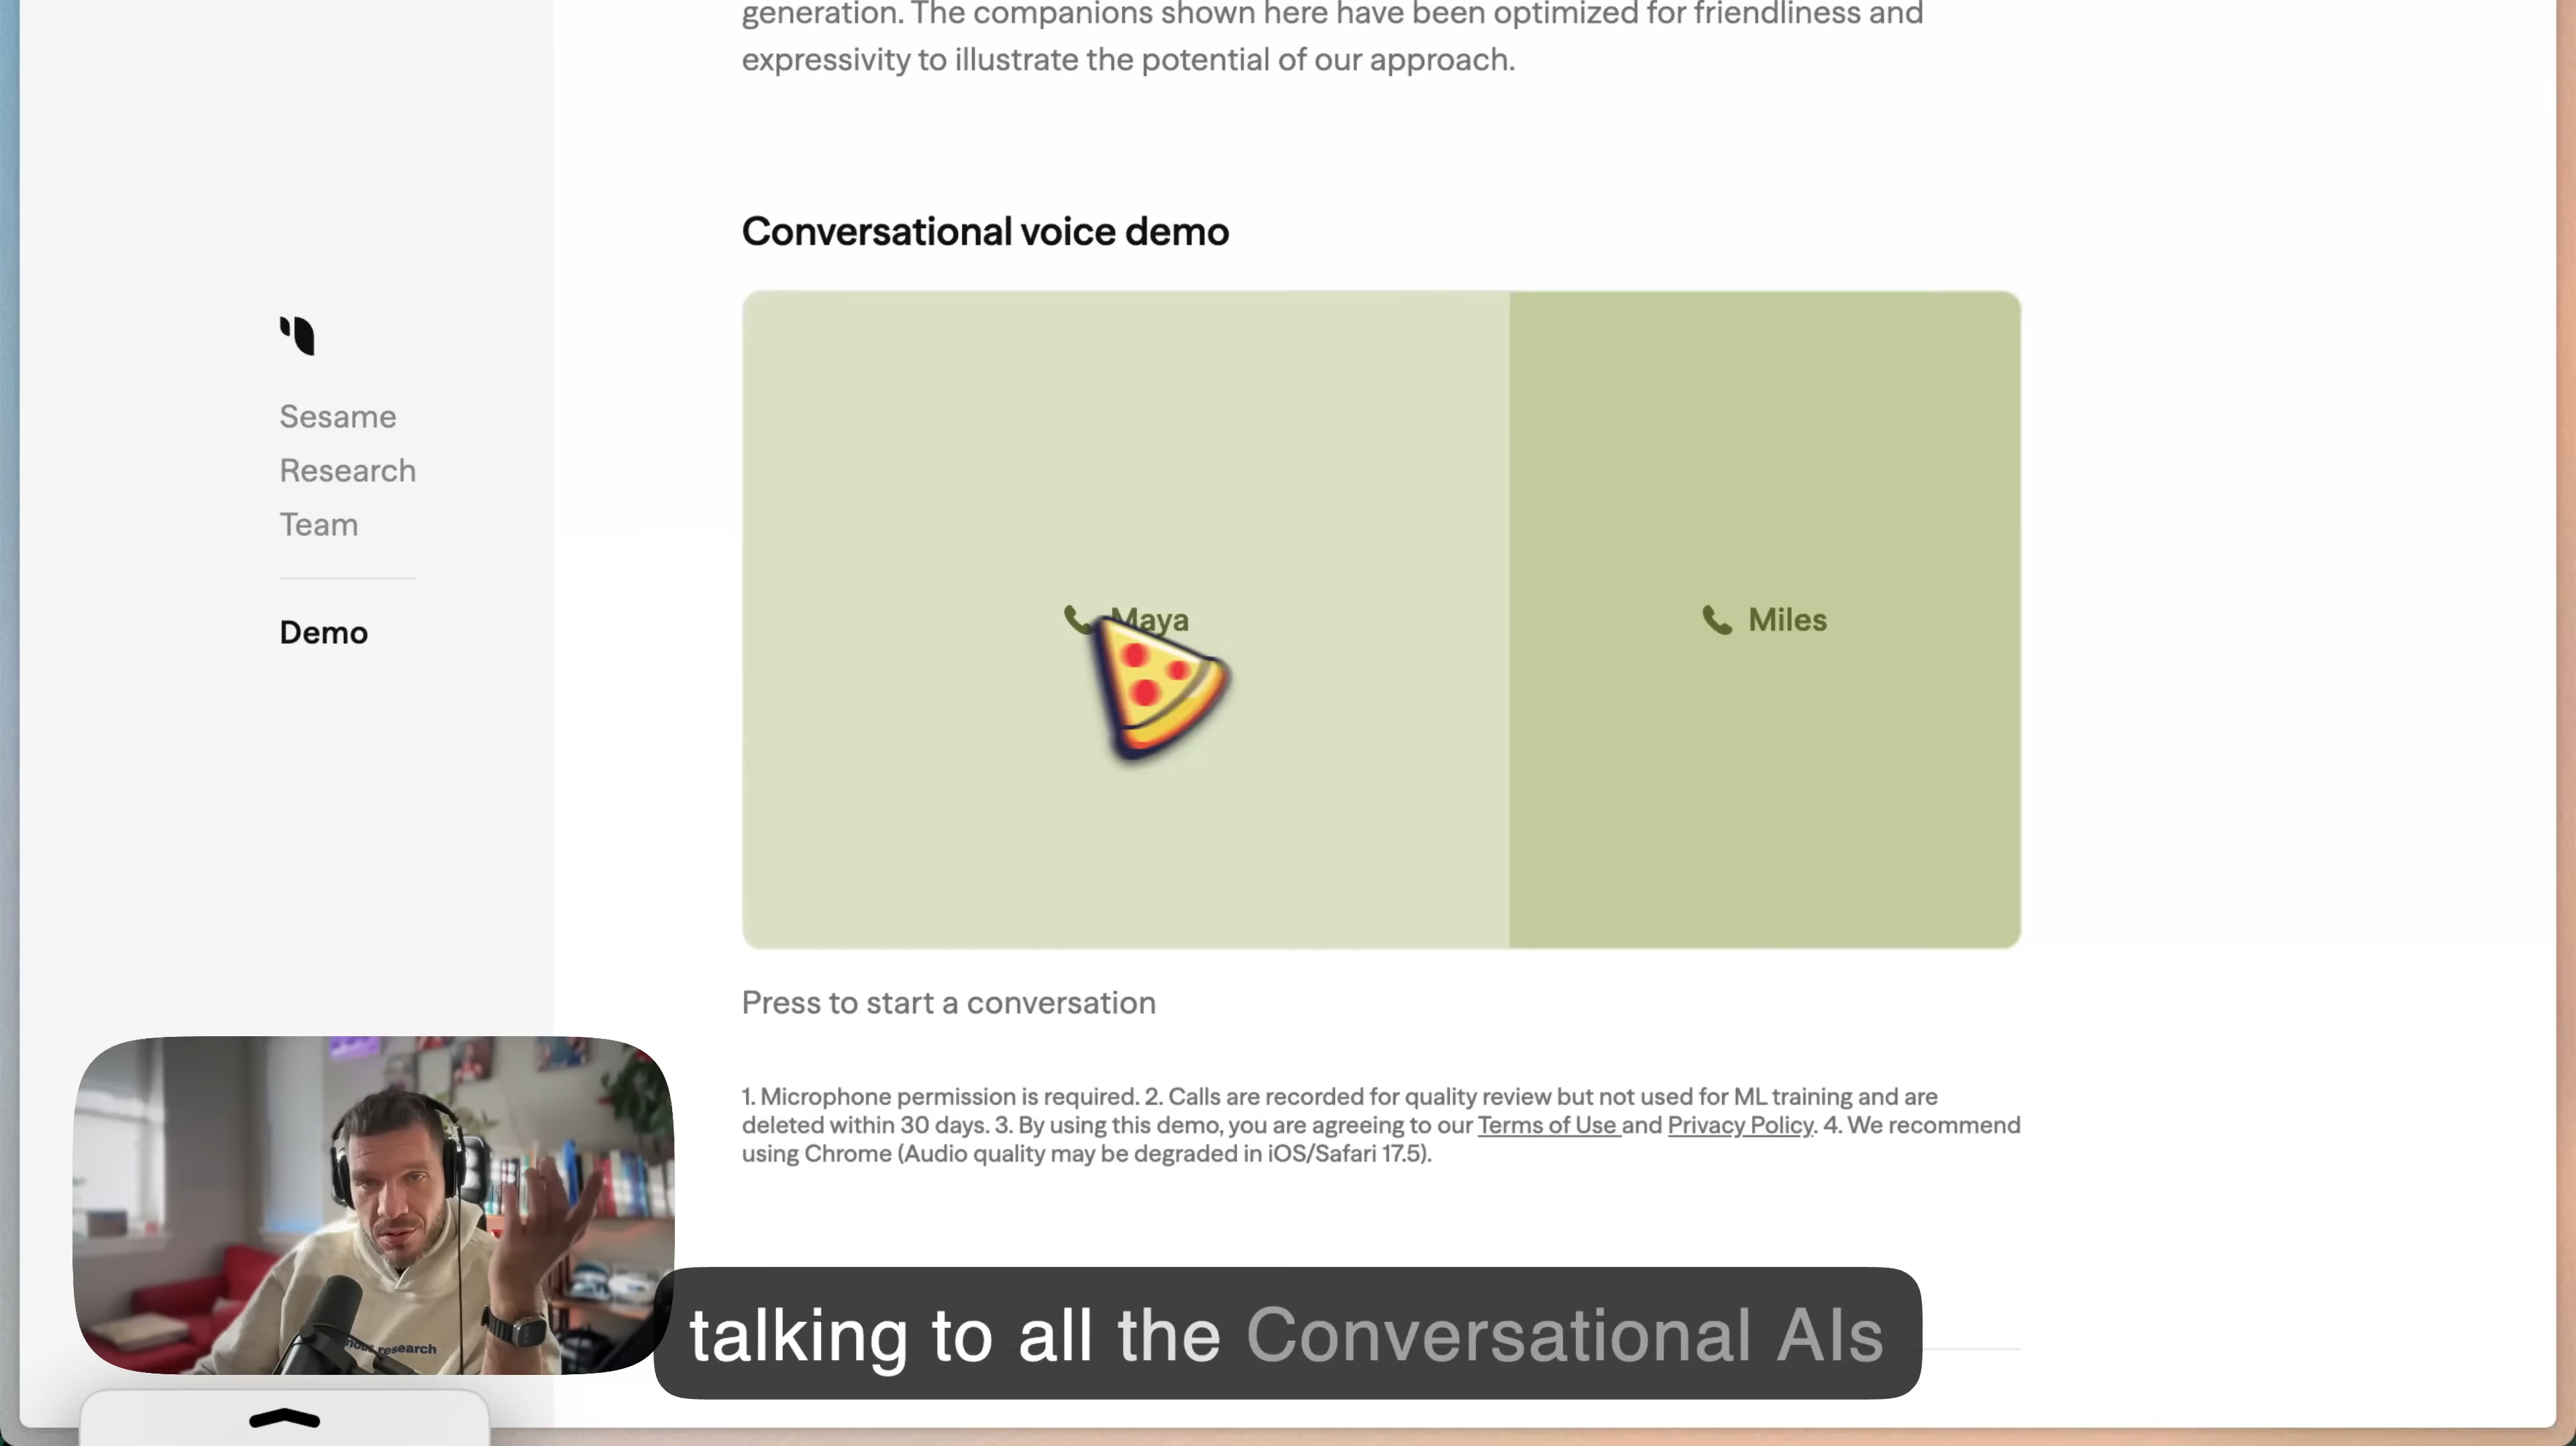 generation. The companions shown here have been optimized for friendliness and
expressivity to illustrate the potential of our approach.
Conversational voice demo
Sesame
Research
Team
Demo
Maya
Miles
Press to start a conversation
1. Microphone permission is required. 2. Calls are recorded for quality review but not used for ML training and are
deleted within 30 days. 3. By using this demo, you are agreeing to our Terms of Use and Privacy Policy. 4. We recommend
using Chrome (Audio quality may be degraded in iOS/Safari 17.5).
research
talking to all the Conversational AIs